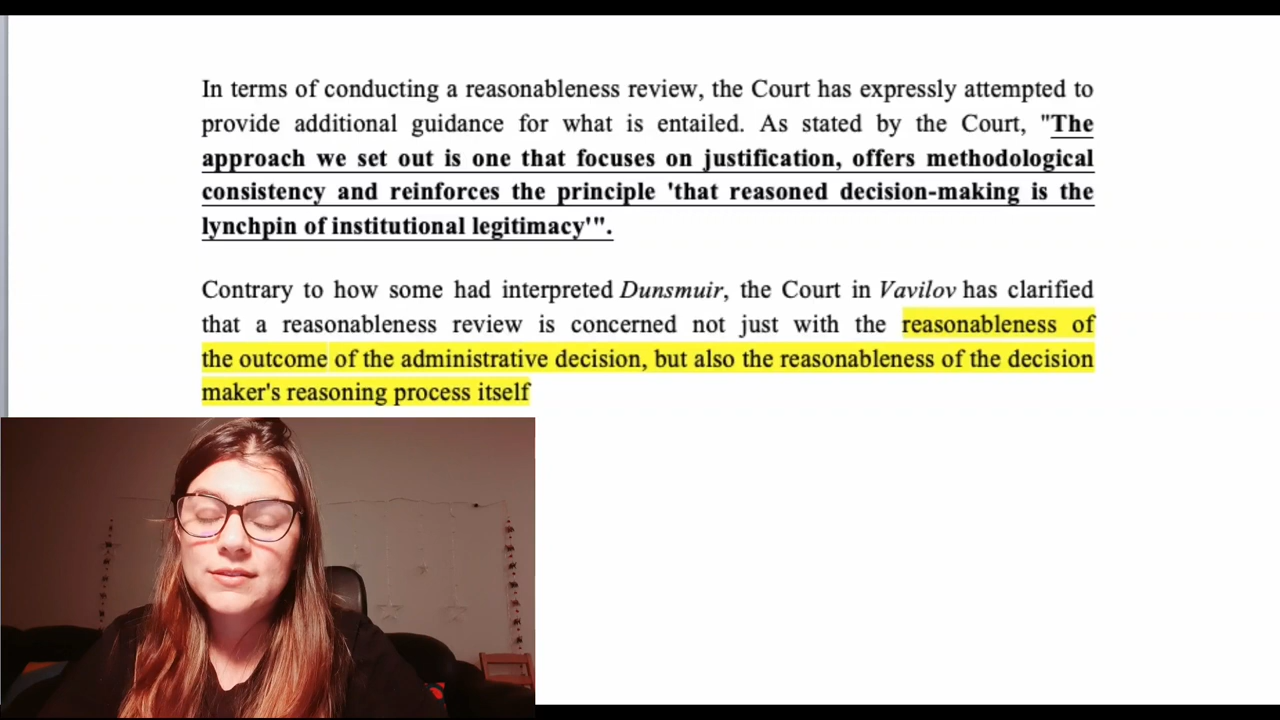 In terms of conducting a reasonableness review, the Court has expressly attempted to
provide additional guidance for what is entailed. As stated by the Court, "The
approach we set out is one that focuses on justification, offers methodological
consistency and reinforces the principle 'that reasoned decision-making is the
lynchpin of institutional legitimacy'".
Contrary to how some had interpreted Dunsmuir, the Court in Vavilov has clarified
that a reasonableness review is concerned not just with the reasonableness of
the outcome of the administrative decision, but also the reasonableness of the decision
maker's reasoning process itself